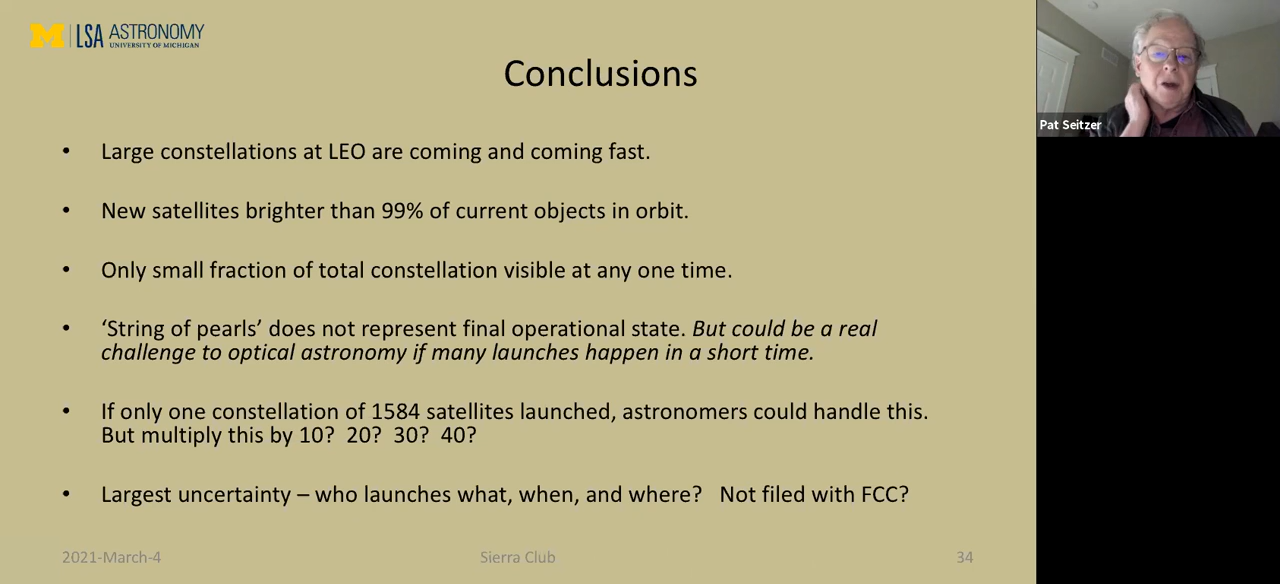 M | LSA ASTRONOMY
UNIVERSITY OF MICHIGAN
Conclusions
• Large constellations at LEO are coming and coming fast.
• New satellites brighter than 99% of current objects in orbit.
• Only small fraction of total constellation visible at any one time.
• ‘String of pearls’ does not represent final operational state. But could be a real
challenge to optical astronomy if many launches happen in a short time.
• If only one constellation of 1584 satellites launched, astronomers could handle this.
But multiply this by 10? 20? 30? 40?
• Largest uncertainty – who launches what, when, and where? Not filed with FCC?
2021-March-4
Sierra Club
34
Pat Seitzer